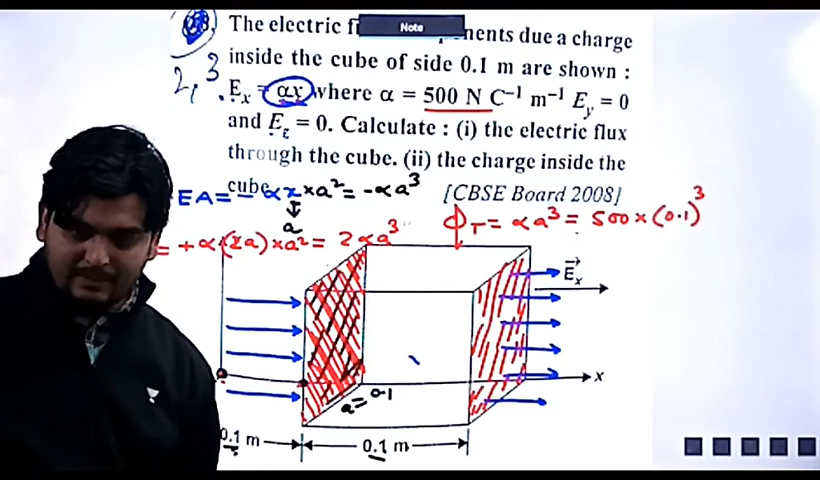 Note
The electric f nents due a charge
inside the cube of side 0.1 m are shown :
2, 3
. Eₓ = αx where α = 500 N C⁻¹ m⁻¹ Eᵧ = 0
and E_z = 0. Calculate : (i) the electric flux
through the cube. (ii) the charge inside the
cube [CBSE Board 2008]
EA = - αx × a² = -αa³
a
ΦT = αa³ = 500 × (0.1)³
= + α(2a) × a² = 2αa³
E⃗ₓ
x
a = 0.1
0.1 m
0.1 m